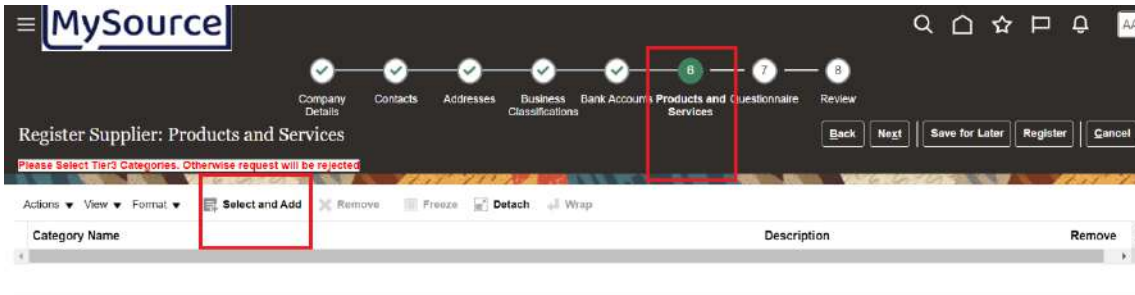 MySource
AA
6 7 8
Company Details Contacts Addresses Business Classifications Bank Accounts Products and Services Questionnaire Review
Register Supplier: Products and Services
Back Next Save for Later Register Cancel
Please Select Tier3 Categories. Otherwise request will be rejected
Actions View Format Select and Add Remove Freeze Detach Wrap
Category Name Description Remove